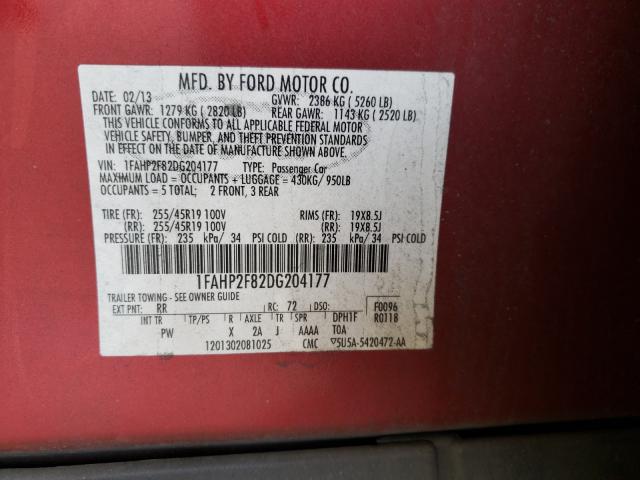 MFD. BY FORD MOTOR CO.
DATE: 02/13 GVWR: 2386 KG ( 5260 LB)
FRONT GAWR: 1279 KG ( 2820 LB) REAR GAWR: 1143 KG ( 2520 LB)
THIS VEHICLE CONFORMS TO ALL APPLICABLE FEDERAL MOTOR
VEHICLE SAFETY, BUMPER, AND THEFT PREVENTION STANDARDS
IN EFFECT ON THE DATE OF MANUFACTURE SHOWN ABOVE.
VIN: 1FAHP2F82DG204177 TYPE: Passenger Car
MAXIMUM LOAD = OCCUPANTS + LUGGAGE = 430KG/ 950LB
OCCUPANTS = 5 TOTAL; 2 FRONT, 3 REAR
TIRE (FR): 255/45R19 100V RIMS (FR): 19X8.5J
(RR): 255/45R19 100V (RR): 19X8.5J
PRESSURE (FR): 235 kPa/ 34 PSI COLD (RR): 235 kPa/ 34 PSI COLD
1FAHP2F82DG204177
TRAILER TOWING - SEE OWNER GUIDE
EXT PNT: RR RC: 72 DSO: F0096
INT TR TP/PS R AXLE TR SPR DPH1F R0118
PW X 2A J AAAA TOA
1201302081025 CMC ▽5U5A-5420472-AA